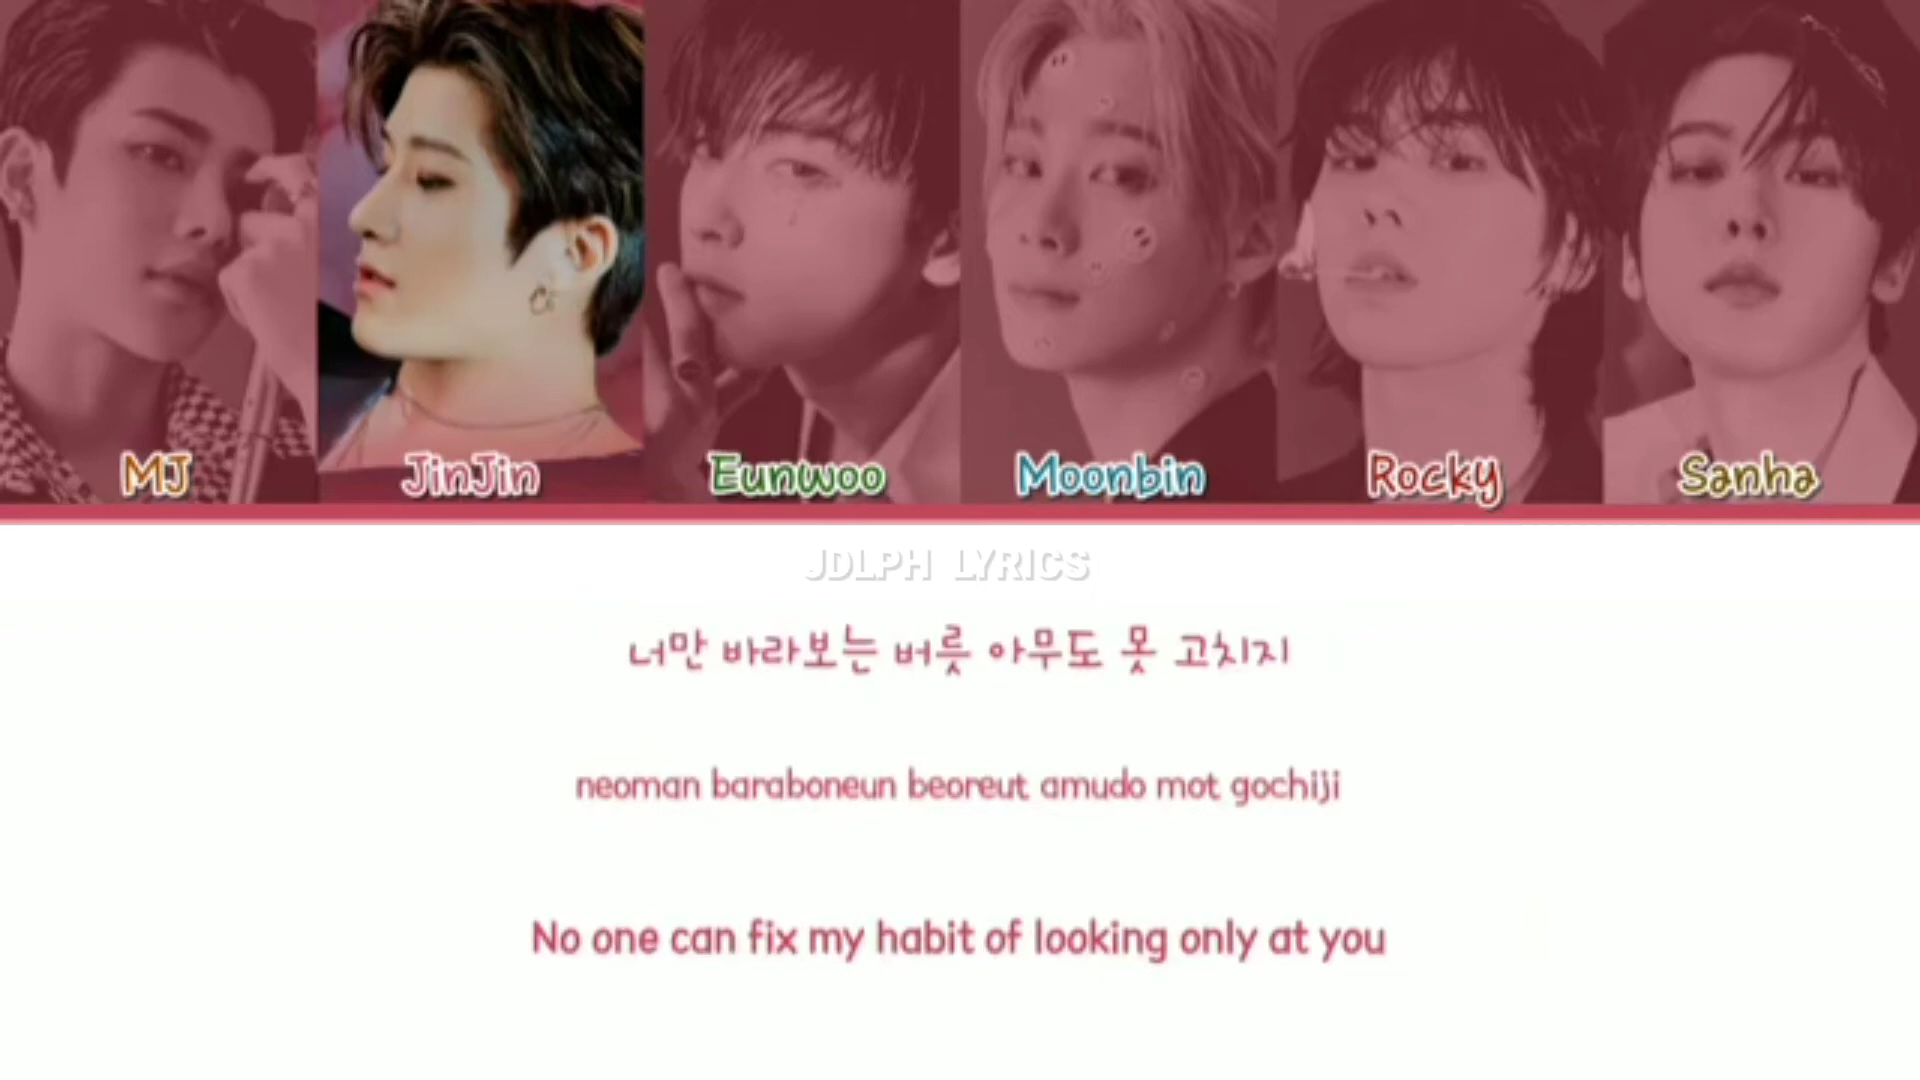 MJ JinJin Eunwoo Moonbin Rocky Sanha
JDLPH LYRICS
너만 바라보는 버릇 아무도 못 고치지
neoman baraboneun beoreut amudo mot gochiji
No one can fix my habit of looking only at you